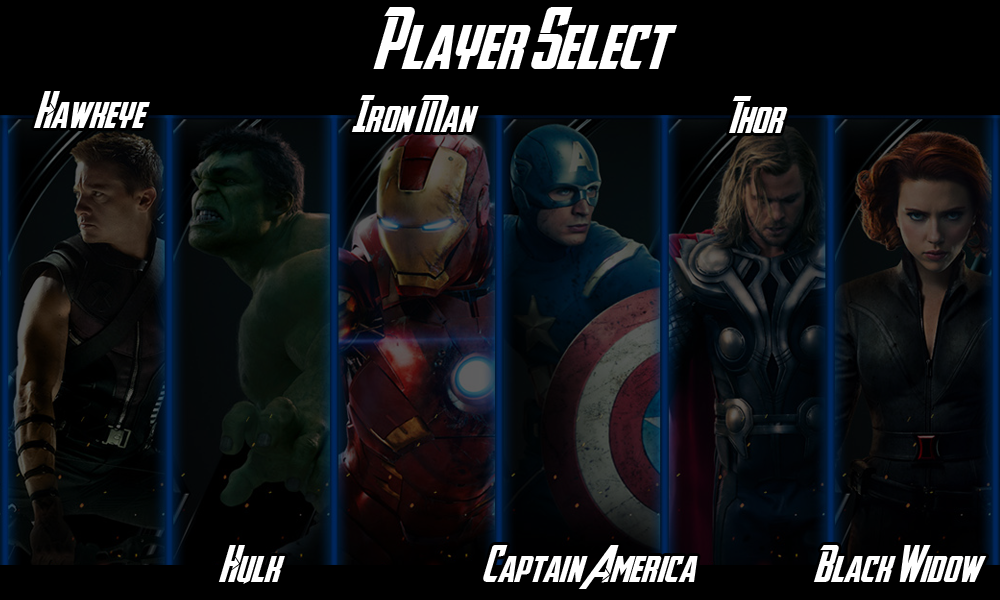 Player Select
Hawkeye
Iron Man
Thor
Hulk
Captain America
Black Widow